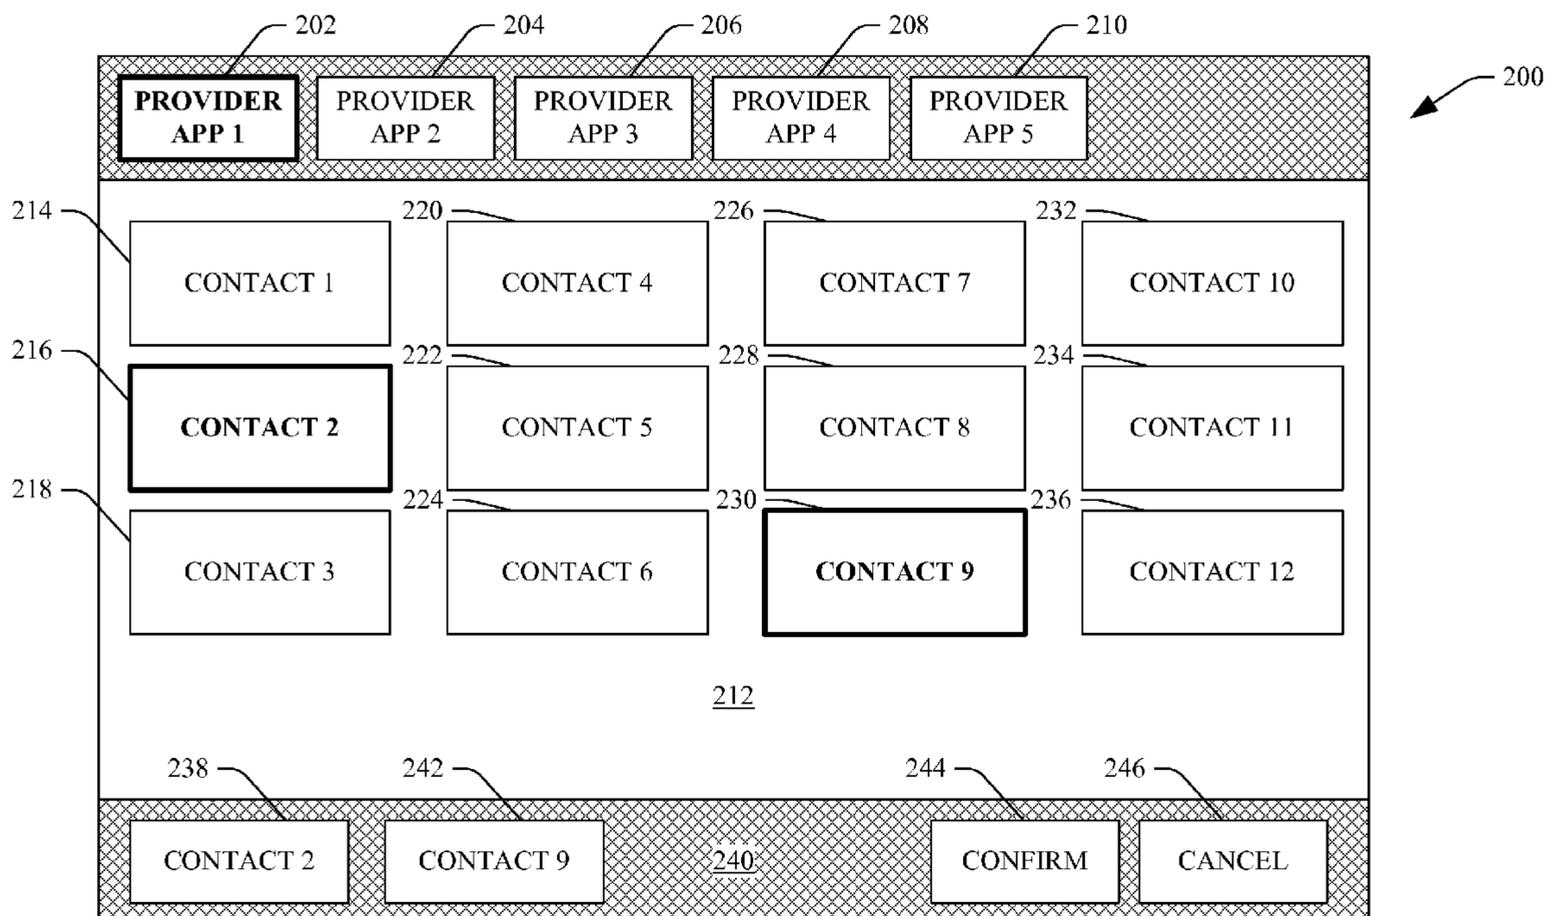 202 204 206 208 210
200
PROVIDER PROVIDER PROVIDER PROVIDER PROVIDER
APP 1 APP 2 APP 3 APP 4 APP 5
214 220 226 232
CONTACT 1 CONTACT 4 CONTACT 7 CONTACT 10
216 222 228 234
CONTACT 2 CONTACT 5 CONTACT 8 CONTACT 11
218 224 230 236
CONTACT 3 CONTACT 6 CONTACT 9 CONTACT 12
212
238 242 244 246
CONTACT 2 CONTACT 9 240 CONFIRM CANCEL